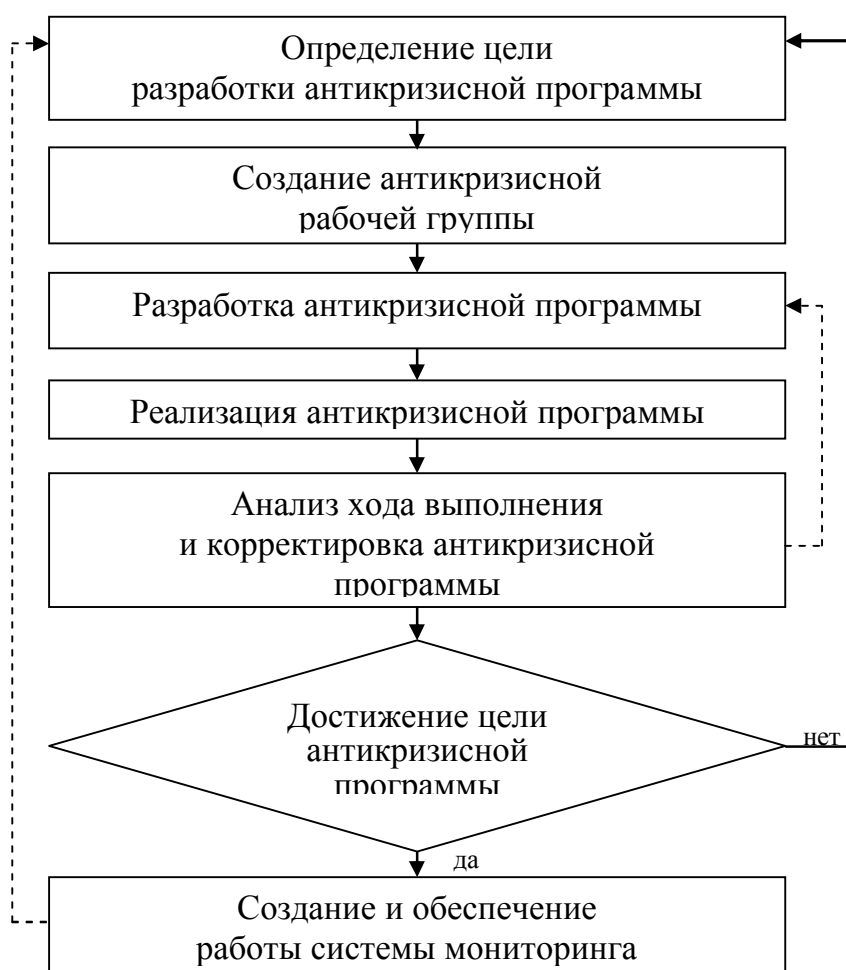 Определение цели
разработки антикризисной программы
Создание антикризисной
рабочей группы
Разработка антикризисной программы
Реализация антикризисной программы
Анализ хода выполнения
и корректировка антикризисной
программы
Достижение цели
антикризисной
программы
нет
да
Создание и обеспечение
работы системы мониторинга